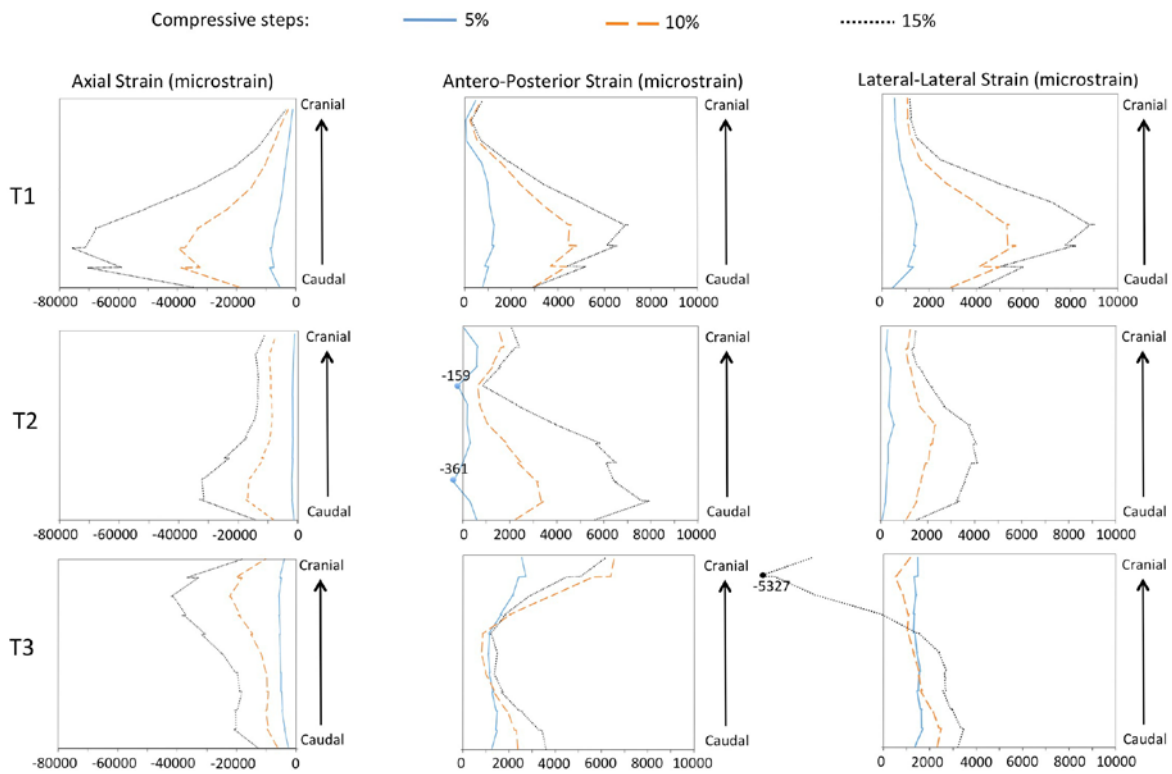 Compressive steps: 5% 10% 15%
Axial Strain (microstrain) Antero-Posterior Strain (microstrain) Lateral-Lateral Strain (microstrain)
T1
Cranial Cranial Cranial
Caudal Caudal Caudal
-80000 -60000 -40000 -20000 0 0 2000 4000 6000 8000 10000 0 2000 4000 6000 8000 10000
T2
Cranial Cranial Cranial
-159
-361
Caudal Caudal Caudal
-80000 -60000 -40000 -20000 0 0 2000 4000 6000 8000 10000 0 2000 4000 6000 8000 10000
T3
Cranial Cranial Cranial
-5327
Caudal Caudal Caudal
-80000 -60000 -40000 -20000 0 0 2000 4000 6000 8000 10000 0 2000 4000 6000 8000 10000